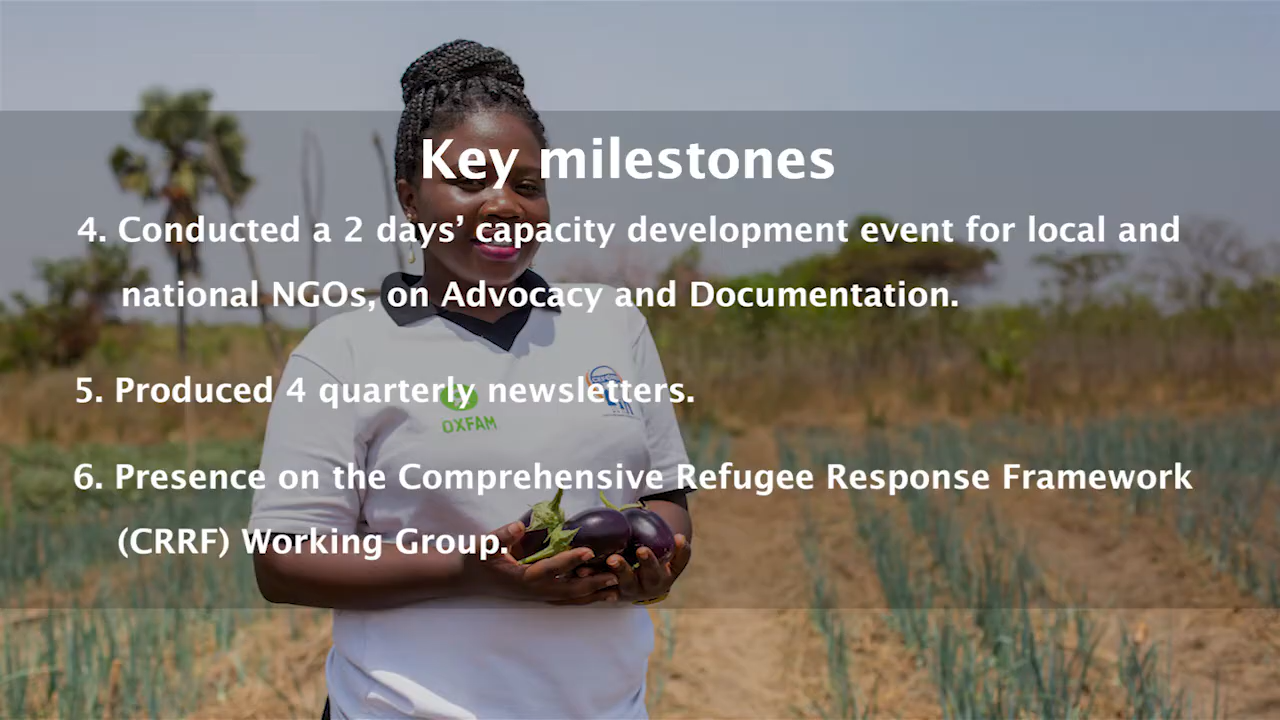 Key milestones
4. Conducted a 2 days’ capacity development event for local and
national NGOs, on Advocacy and Documentation.
5. Produced 4 quarterly newsletters.
OXFAM
6. Presence on the Comprehensive Refugee Response Framework
(CRRF) Working Group.